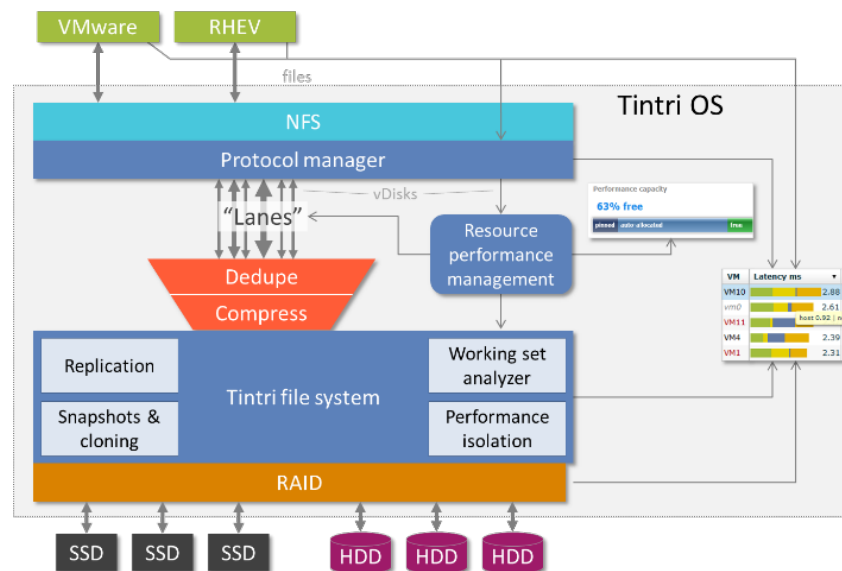 VMware
RHEV
files
Tintri OS
NFS
Protocol manager
vDisks
“Lanes”
Resource
performance
management
Performance capacity
63% free
pinned auto-allocated free
Dedupe
Compress
VM Latency ms
VM10 2.88
vm0 2.61
host 0.92 |
VM11
VM4 2.39
VM1 2.31
Replication
Snapshots &
cloning
Tintri file system
Working set
analyzer
Performance
isolation
RAID
SSD
SSD
SSD
HDD
HDD
HDD